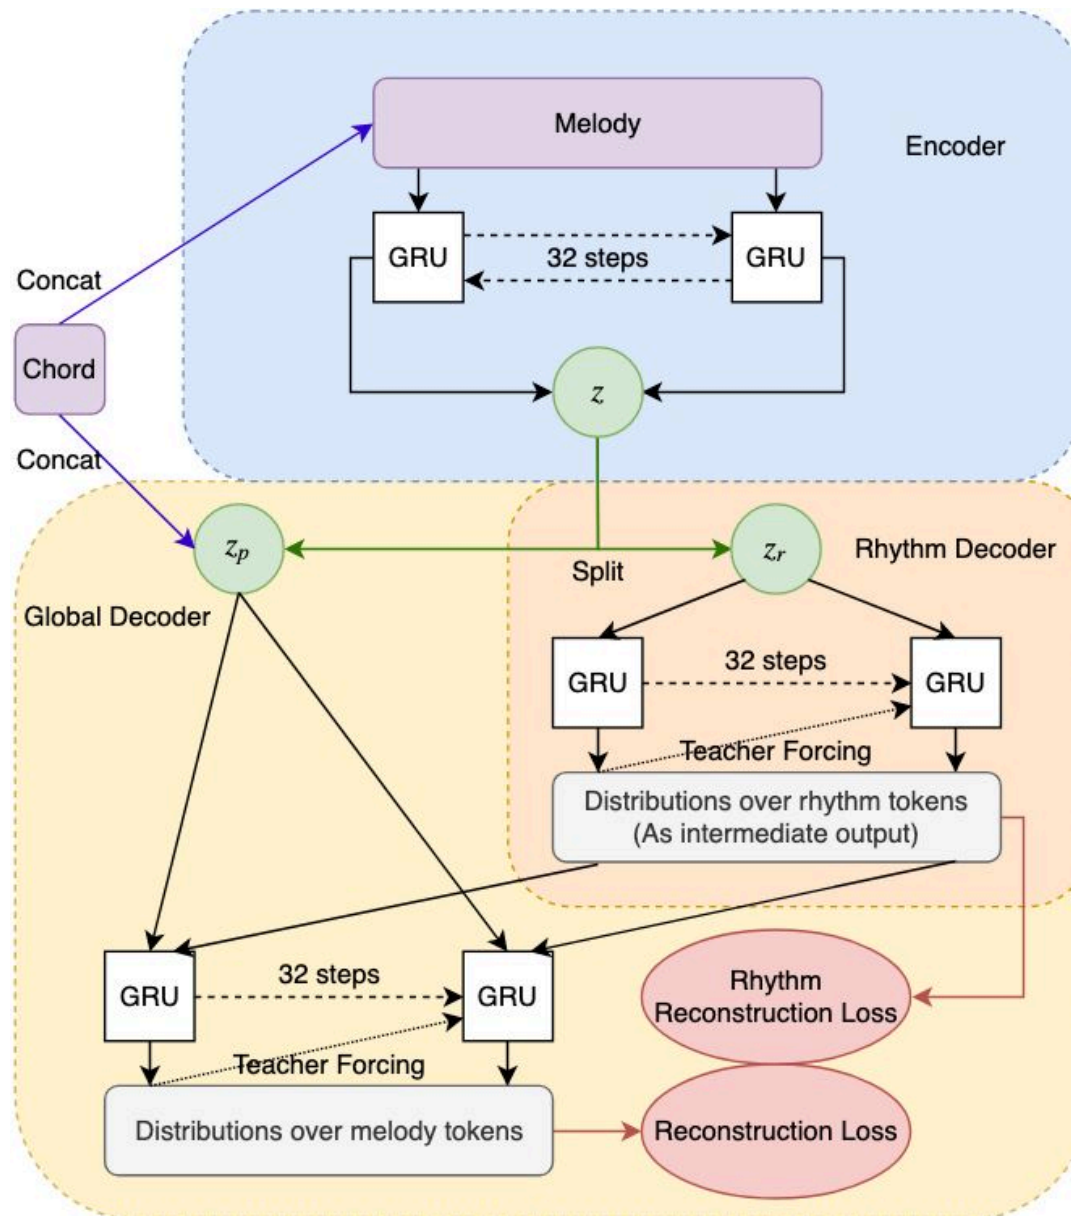 Melody
Encoder
GRU
32 steps
GRU
Concat
Chord
z
Concat
z_p
z_r
Rhythm Decoder
Split
Global Decoder
GRU
32 steps
GRU
Teacher Forcing
Distributions over rhythm tokens
(As intermediate output)
GRU
32 steps
GRU
Rhythm
Reconstruction Loss
Teacher Forcing
Distributions over melody tokens
Reconstruction Loss